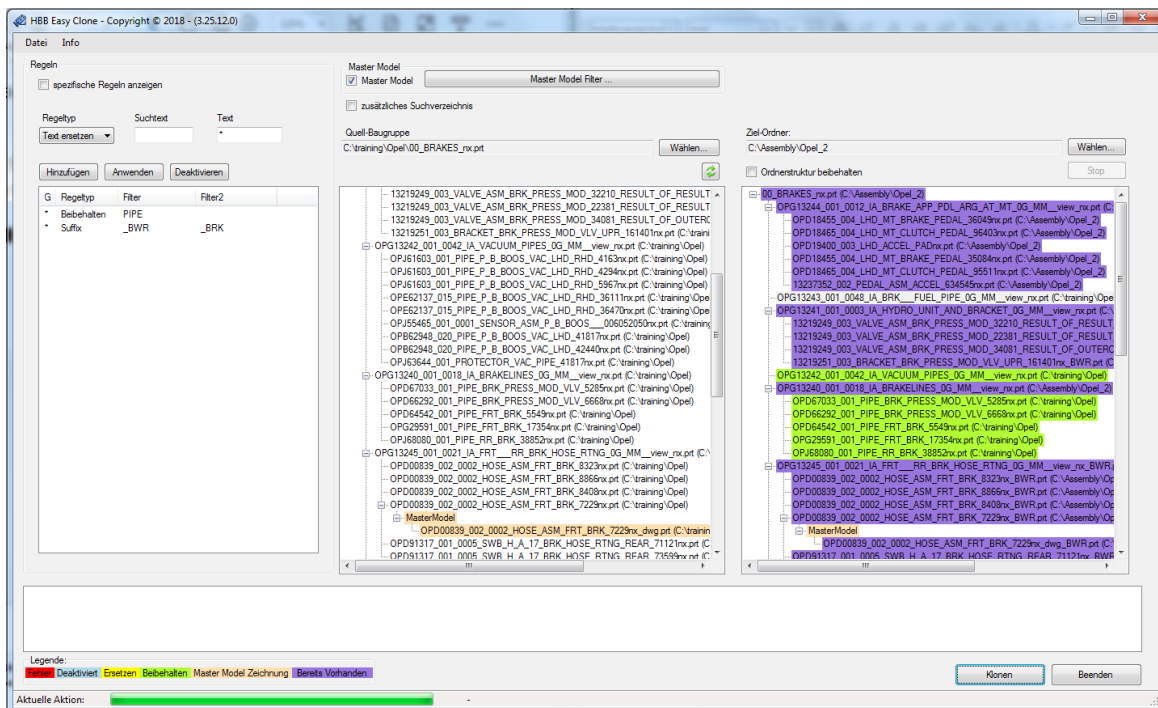 HBB Easy Clone - Copyright © 2018 - (3.25.12.0)
Datei Info
Regeln
spezifische Regeln anzeigen
Regeltyp Suchtext Text
Text ersetzen *
Hinzufügen Anwenden Deaktivieren
G Regeltyp Filter Filter2
* Beibehalten PIPE
* Suffix _BWR _BRK
Master Model
Master Model Master Model Filter ...
zusätzliches Suchverzeichnis
Quell-Baugruppe
C:\training\Opel\00_BRAKES_nx.prt Wählen...
13219249_003_VALVE_ASM_BRK_PRESS_MOD_32210_RESULT_OF_RESULT
13219249_003_VALVE_ASM_BRK_PRESS_MOD_22381_RESULT_OF_RESULT
13219249_003_VALVE_ASM_BRK_PRESS_MOD_34081_RESULT_OF_OUTERC
13219251_003_BRACKET_BRK_PRESS_MOD_VLV_UPR_161401nx.prt (C:\traini
OPG13242_001_0042_IA_VACUUM_PIPES_0G_MM__view_nx.prt (C:\training\Opel)
OPJ61603_001_PIPE_P_B_BOOS_VAC_LHD_RHD_4163nx.prt (C:\training\Opel)
OPJ61603_001_PIPE_P_B_BOOS_VAC_LHD_RHD_4294nx.prt (C:\training\Opel)
OPJ61603_001_PIPE_P_B_BOOS_VAC_LHD_RHD_5967nx.prt (C:\training\Opel)
OPE62137_015_PIPE_P_B_BOOS_VAC_LHD_RHD_36111nx.prt (C:\training\Ope
OPE62137_015_PIPE_P_B_BOOS_VAC_LHD_RHD_36470nx.prt (C:\training\Ope
OPJ55465_001_0001_SENSOR_ASM_P_B_BOOS___006052050nx.prt (C:\training
OPB62948_020_PIPE_P_B_BOOS_VAC_LHD_41817nx.prt (C:\training\Opel)
OPB62948_020_PIPE_P_B_BOOS_VAC_LHD_42440nx.prt (C:\training\Opel)
OPJ63644_001_PROTECTOR_VAC_PIPE_41817nx.prt (C:\training\Opel)
OPG13240_001_0018_IA_BRAKELINES_0G_MM__view_nx.prt (C:\training\Opel)
OPD67033_001_PIPE_BRK_PRESS_MOD_VLV_5285nx.prt (C:\training\Opel)
OPD66292_001_PIPE_BRK_PRESS_MOD_VLV_6668nx.prt (C:\training\Opel)
OPD64542_001_PIPE_FRT_BRK_5549nx.prt (C:\training\Opel)
OPG29591_001_PIPE_FRT_BRK_17354nx.prt (C:\training\Opel)
OPJ68080_001_PIPE_RR_BRK_38852nx.prt (C:\training\Opel)
OPG13245_001_0021_IA_FRT___RR_BRK_HOSE_RTNG_0G_MM__view_nx.prt (C:\
OPD00839_002_0002_HOSE_ASM_FRT_BRK_8323nx.prt (C:\training\Opel)
OPD00839_002_0002_HOSE_ASM_FRT_BRK_8866nx.prt (C:\training\Opel)
OPD00839_002_0002_HOSE_ASM_FRT_BRK_8408nx.prt (C:\training\Opel)
OPD00839_002_0002_HOSE_ASM_FRT_BRK_7229nx.prt (C:\training\Opel)
MasterModel
OPD00839_002_0002_HOSE_ASM_FRT_BRK_7229nx_dwg.prt (C:\trainin
OPD91317_001_0005_SWB_H_A_17_BRK_HOSE_RTNG_REAR_71121nx.prt (C
OPD91317_001_0005_SWB_H_A_17_BRK_HOSE_RTNG_REAR_73599nx.prt (C
Ziel-Ordner:
C:\Assembly\Opel_2 Wählen...
Ordnerstruktur beibehalten Stop
00_BRAKES_nx.prt (C:\Assembly\Opel_2)
OPG13244_001_0012_IA_BRAKE_APP_PDL_ARG_AT_MT_0G_MM__view_nx.prt (C:
OPD18455_004_LHD_MT_BRAKE_PEDAL_36049nx.prt (C:\Assembly\Opel_2)
OPD18465_004_LHD_MT_CLUTCH_PEDAL_96403nx.prt (C:\Assembly\Opel_2)
OPD19400_003_LHD_ACCEL_PADnx.prt (C:\Assembly\Opel_2)
OPD18455_004_LHD_MT_BRAKE_PEDAL_35084nx.prt (C:\Assembly\Opel_2)
OPD18465_004_LHD_MT_CLUTCH_PEDAL_95511nx.prt (C:\Assembly\Opel_2)
13237352_002_PEDAL_ASM_ACCEL_634545nx.prt (C:\Assembly\Opel_2)
OPG13243_001_0048_IA_BRK___FUEL_PIPE_0G_MM__view_nx.prt (C:\training\Opel
OPG13241_001_0003_IA_HYDRO_UNIT_AND_BRACKET_0G_MM__view_nx.prt (C:
13219249_003_VALVE_ASM_BRK_PRESS_MOD_32210_RESULT_OF_RESULT
13219249_003_VALVE_ASM_BRK_PRESS_MOD_22381_RESULT_OF_RESULT
13219249_003_VALVE_ASM_BRK_PRESS_MOD_34081_RESULT_OF_OUTERC
13219251_003_BRACKET_BRK_PRESS_MOD_VLV_UPR_161401nx_BWR.prt (C
OPG13242_001_0042_IA_VACUUM_PIPES_0G_MM__view_nx.prt (C:\training\Opel)
OPG13240_001_0018_IA_BRAKELINES_0G_MM__view_nx.prt (C:\Assembly\Opel_2)
OPD67033_001_PIPE_BRK_PRESS_MOD_VLV_5285nx.prt (C:\training\Opel)
OPD66292_001_PIPE_BRK_PRESS_MOD_VLV_6668nx.prt (C:\training\Opel)
OPD64542_001_PIPE_FRT_BRK_5549nx.prt (C:\training\Opel)
OPG29591_001_PIPE_FRT_BRK_17354nx.prt (C:\training\Opel)
OPJ68080_001_PIPE_RR_BRK_38852nx.prt (C:\training\Opel)
OPG13245_001_0021_IA_FRT___RR_BRK_HOSE_RTNG_0G_MM__view_nx_BWR.p
OPD00839_002_0002_HOSE_ASM_FRT_BRK_8323nx_BWR.prt (C:\Assembly\Op
OPD00839_002_0002_HOSE_ASM_FRT_BRK_8866nx_BWR.prt (C:\Assembly\Op
OPD00839_002_0002_HOSE_ASM_FRT_BRK_8408nx_BWR.prt (C:\Assembly\Op
OPD00839_002_0002_HOSE_ASM_FRT_BRK_7229nx_BWR.prt (C:\Assembly\Op
MasterModel
OPD00839_002_0002_HOSE_ASM_FRT_BRK_7229nx_dwg_BWR.prt (C:\
OPD91317_001_0005_SWB_H_A_17_BRK_HOSE_RTNG_REAR_71121nx_BWR
Legende:
Fehler Deaktiviert Ersetzen Beibehalten Master Model Zeichnung Bereits Vorhanden
Klonen Beenden
Aktuelle Aktion: -